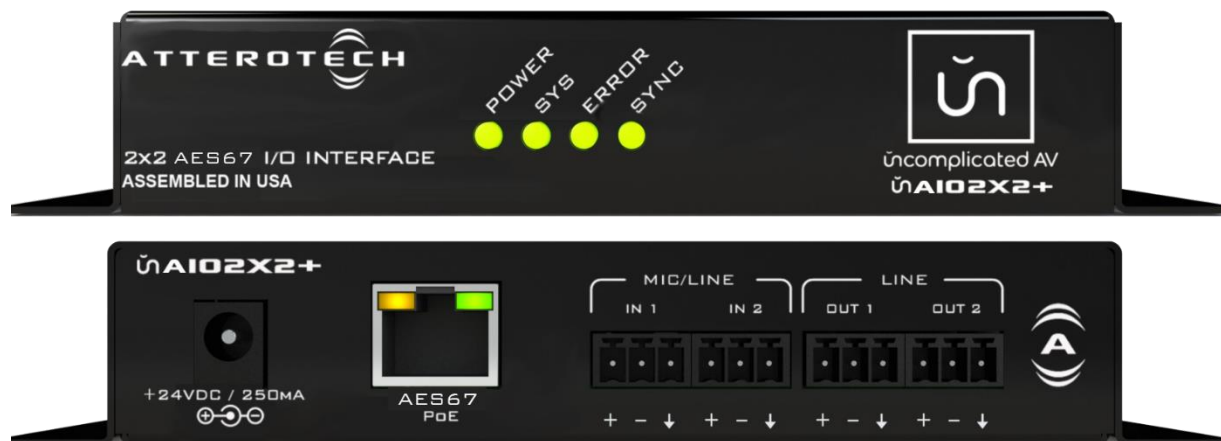 ATTEROTECH
POWER
SYS
ERROR
SYNC
ŭn
2x2 AES67 I/O INTERFACE
ASSEMBLED IN USA
ŭncomplicated AV
ŭnAIO2X2+
ŭnAIO2X2+
MIC/LINE
LINE
IN 1
IN 2
OUT 1
OUT 2
A
+24VDC / 250MA
AES67
PoE
+ − ↓ + − ↓ + − ↓ + − ↓